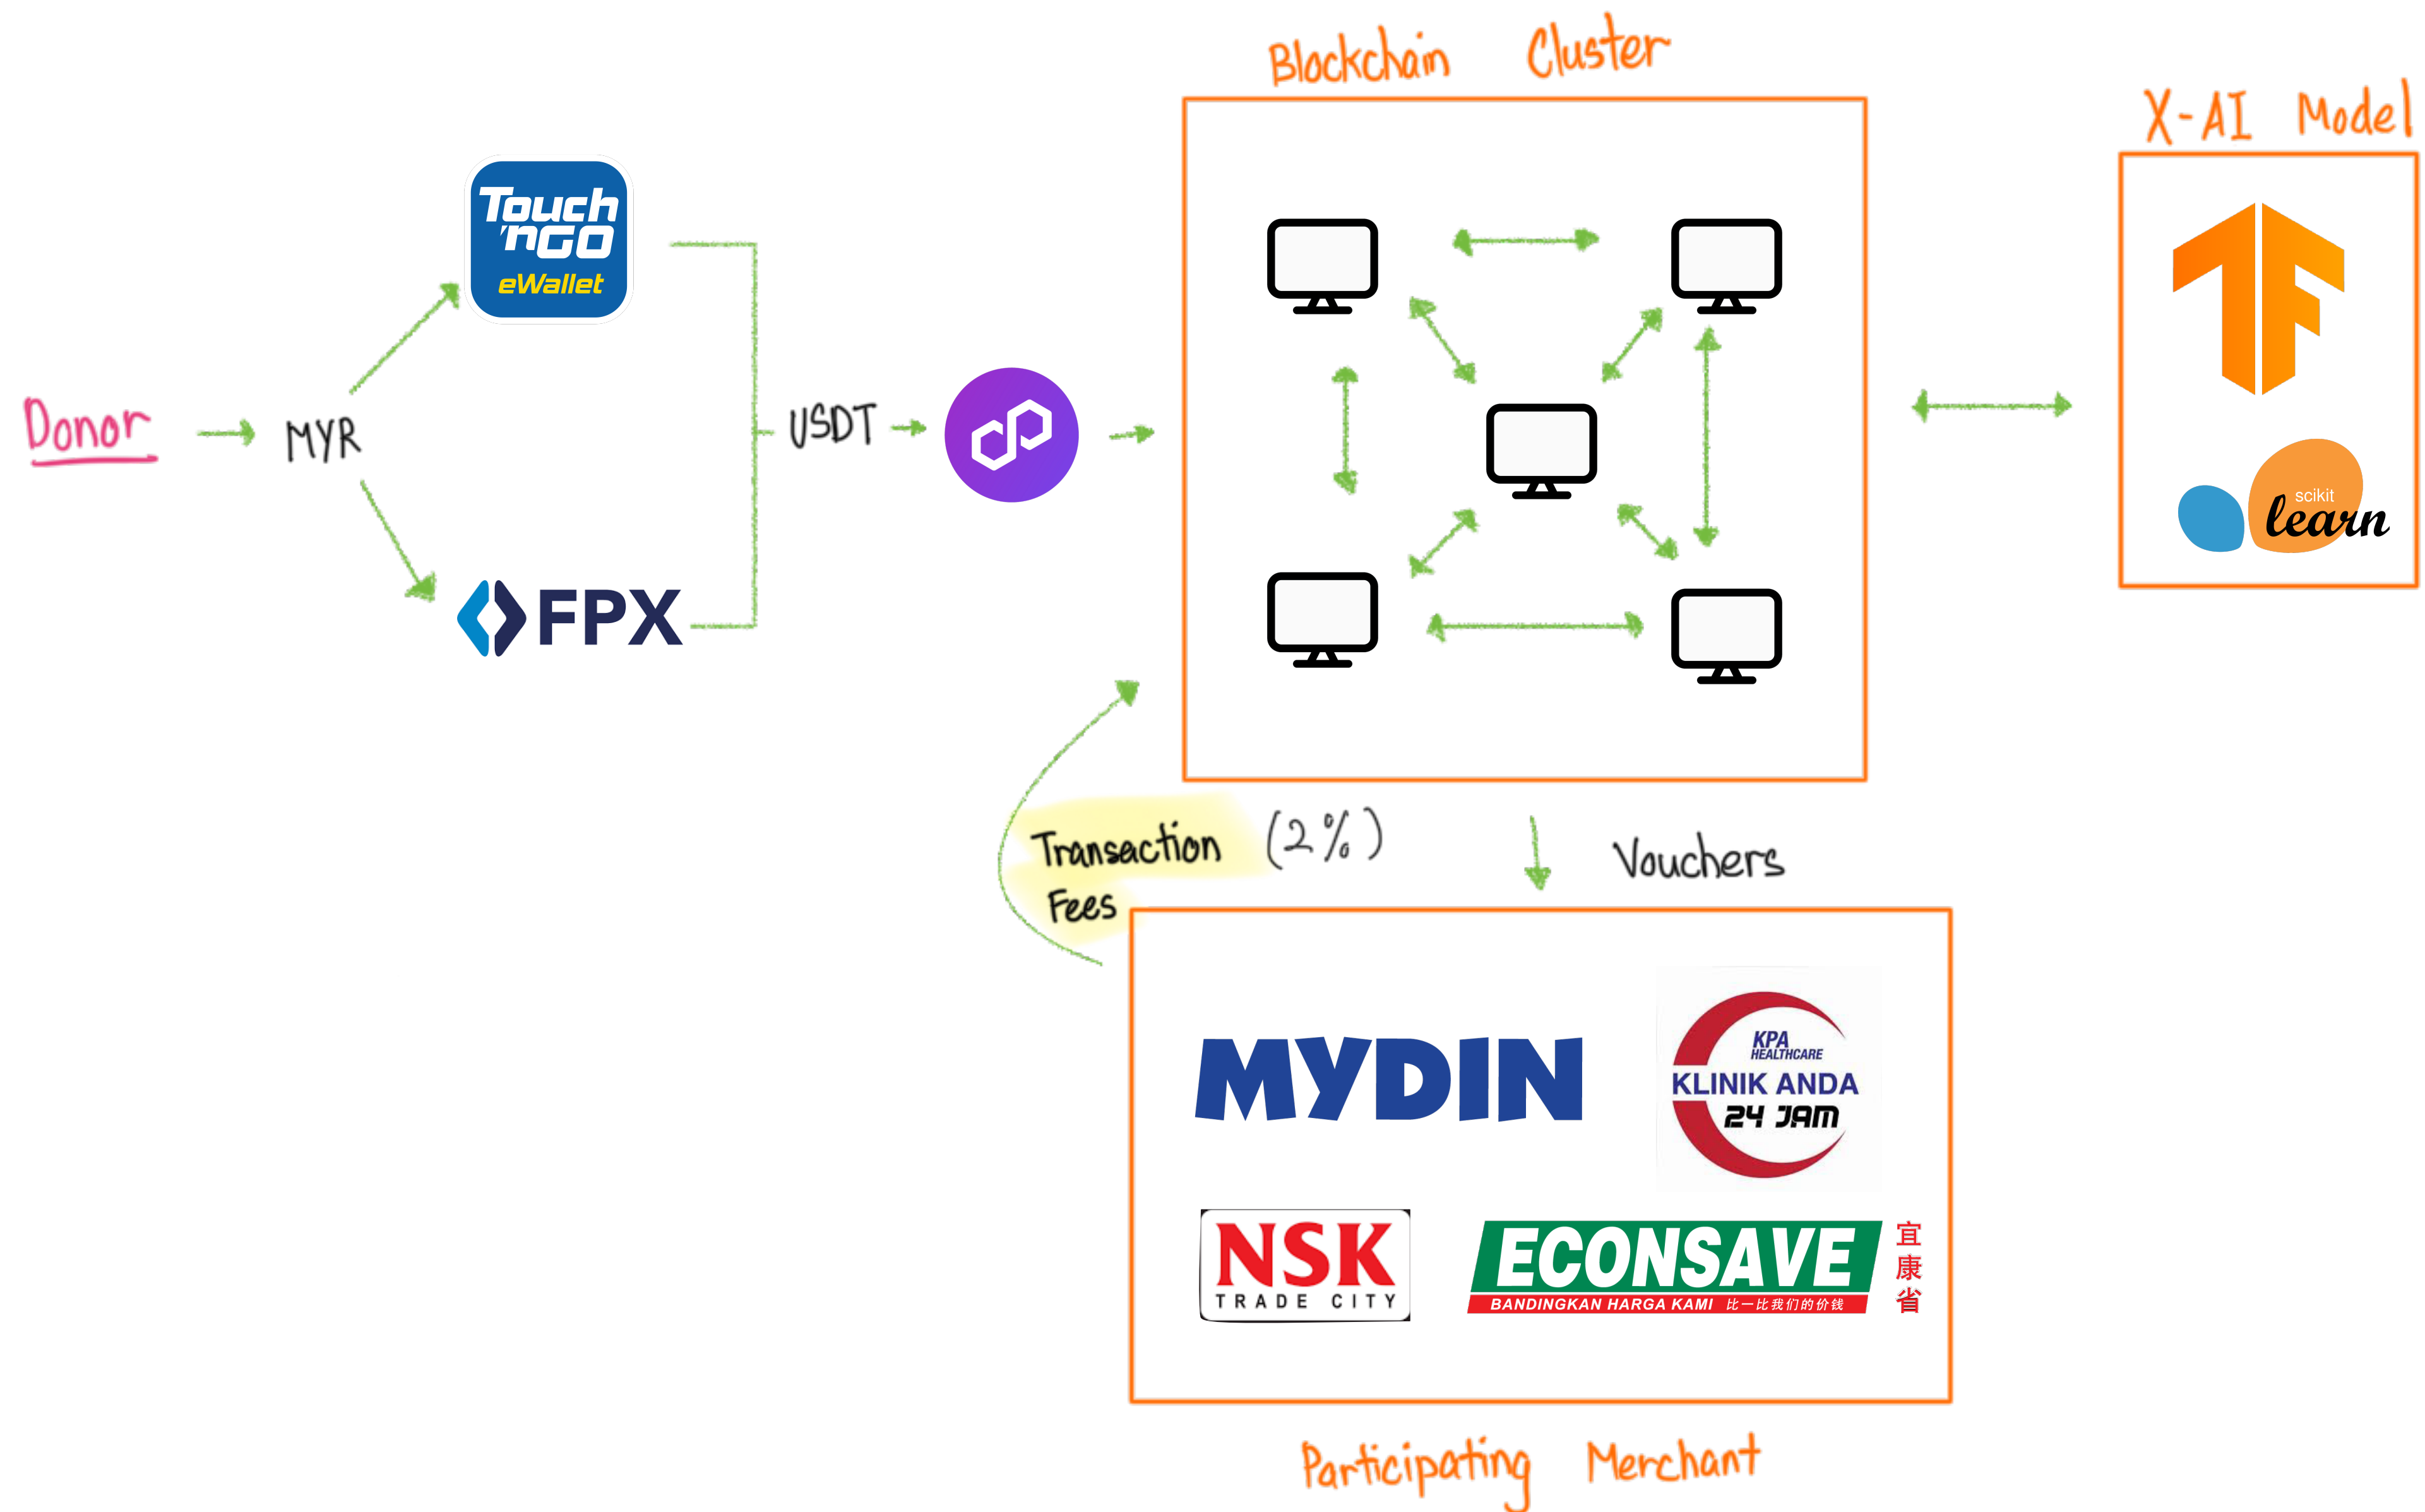 Blockchain Cluster
X-AI Model
Touch
'nGO
eWallet
Donor
MYR
FPX
USDT
scikit
learn
Transaction (2%)
Fees
Vouchers
MYDIN
KPA
HEALTHCARE
KLINIK ANDA
24 JAM
NSK
TRADE CITY
ECONSAVE
BANDINGKAN HARGA KAMI 比一比我们的价钱
宜康省
Participating Merchant